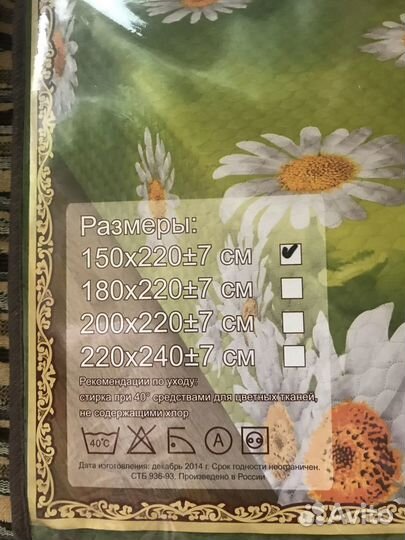 Размеры:
150х220±7 см
180х220±7 см
200х220±7 см
220х240±7 см
Рекомендации по уходу:
стирка при 40° средствами для цветных тканей,
не содержащими хлор
40°C A
Дата изготовления: декабрь 2014 г. Срок годности неограничен.
СТБ 936-93. Произведено в России
Avito